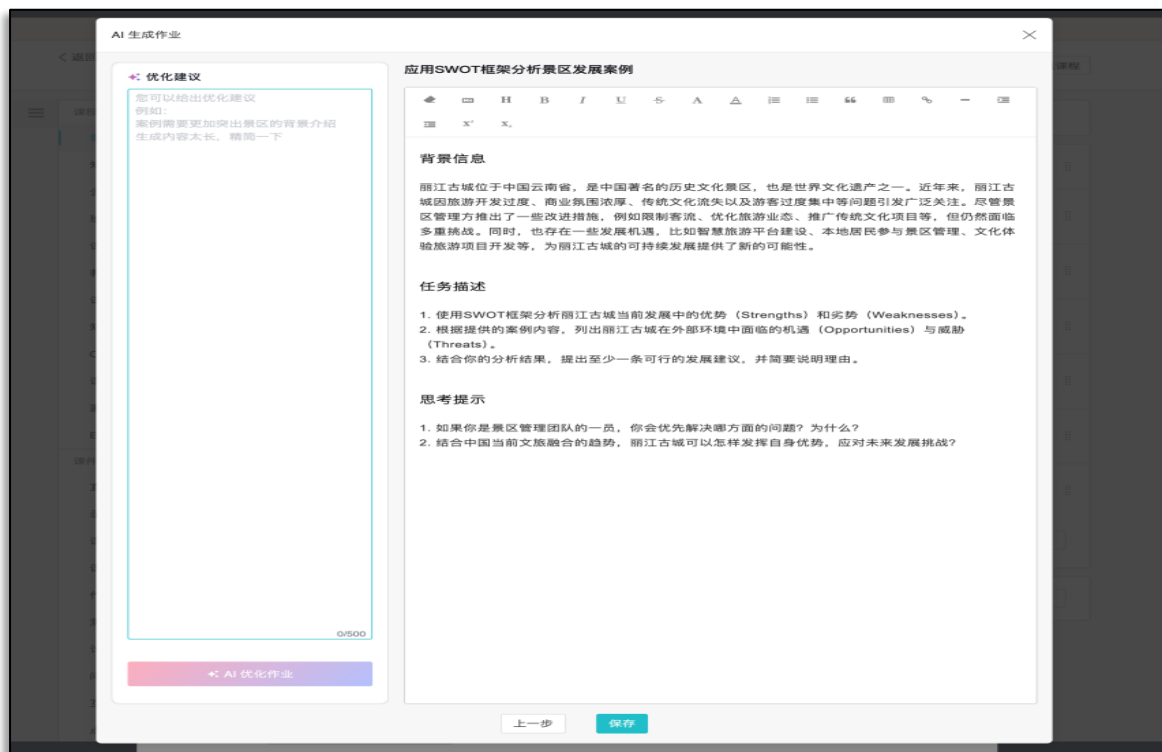 AI 生成作业
优化建议
您可以给出优化建议
例如:
案例需要更加突出景区的背景介绍
生成内容太长，精简一下
0/500
AI 优化作业
应用SWOT框架分析景区发展案例
H B I U S A A
X² X₂
背景信息
丽江古城位于中国云南省，是中国著名的历史文化景区，也是世界文化遗产之一。近年来，丽江古
城因旅游开发过度、商业氛围浓厚、传统文化流失以及游客过度集中等问题引发广泛关注。尽管景
区管理方推出了一些改进措施，例如限制客流、优化旅游业态、推广传统文化项目等，但仍然面临
多重挑战。同时，也存在一些发展机遇，比如智慧旅游平台建设、本地居民参与景区管理、文化体
验旅游项目开发等，为丽江古城的可持续发展提供了新的可能性。
任务描述
1. 使用SWOT框架分析丽江古城当前发展中的优势（Strengths）和劣势（Weaknesses）。
2. 根据提供的案例内容，列出丽江古城在外部环境中面临的机遇（Opportunities）与威胁
（Threats）。
3. 结合你的分析结果，提出至少一条可行的发展建议，并简要说明理由。
思考提示
1. 如果你是景区管理团队的一员，你会优先解决哪方面的问题？为什么？
2. 结合中国当前文旅融合的趋势，丽江古城可以怎样发挥自身优势，应对未来发展挑战？
上一步
保存